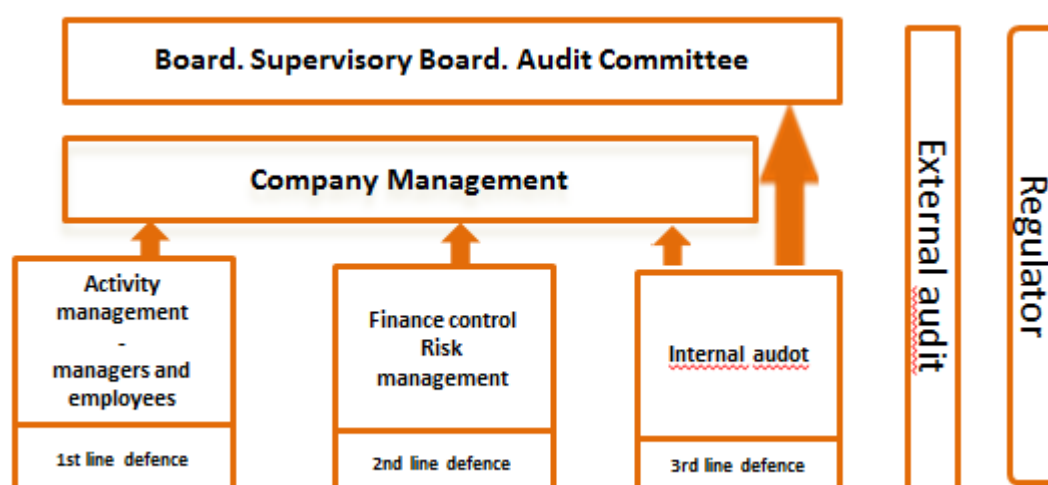 Board. Supervisory Board. Audit Committee
Company Management
Activity
management
-
managers and
employees
1st line defence
Finance control
Risk
management
2nd line defence
Internal audot
3rd line defence
External audit
Regulator